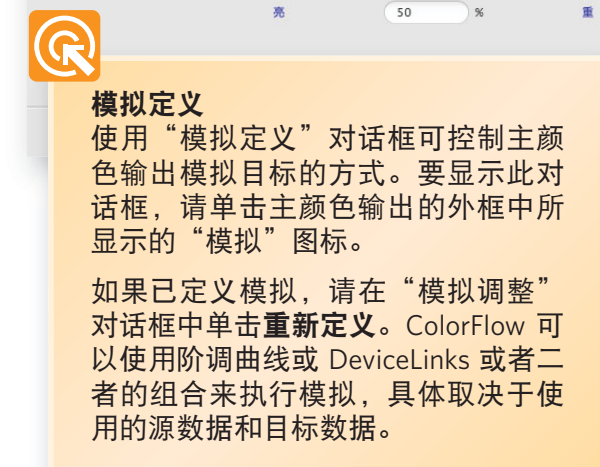 亮 50 % 重
模拟定义
使用“模拟定义”对话框可控制主颜
色输出模拟目标的方式。要显示此对
话框，请单击主颜色输出的外框中所
显示的“模拟”图标。
如果已定义模拟，请在“模拟调整”
对话框中单击重新定义。ColorFlow 可
以使用阶调曲线或 DeviceLinks 或者二
者的组合来执行模拟，具体取决于使
用的源数据和目标数据。